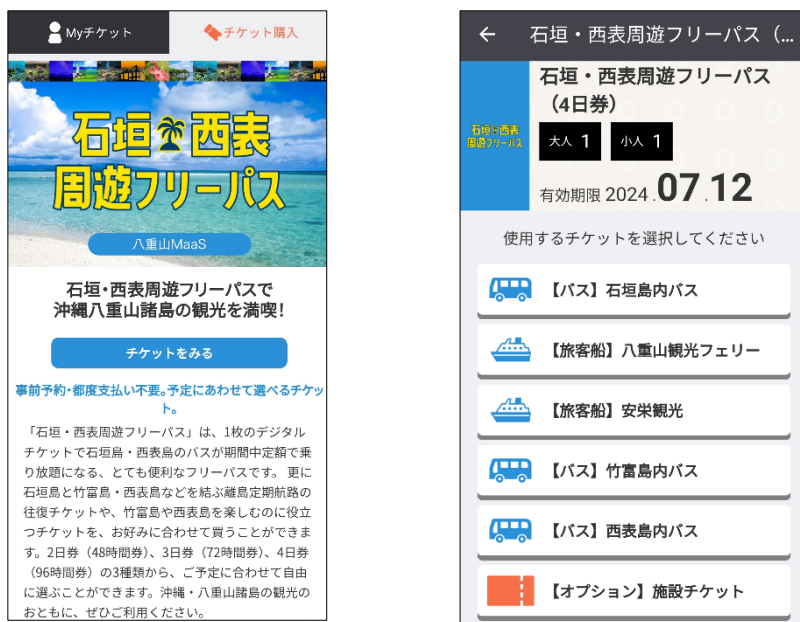 Myチケット
チケット購入
石垣西表
周遊フリーパス
八重山MaaS
石垣・西表周遊フリーパスで
沖縄八重山諸島の観光を満喫!
チケットをみる
事前予約・都度支払い不要。予定にあわせて選べるチケッ
ト。
「石垣・西表周遊フリーパス」は、1枚のデジタル
チケットで石垣島・西表島のバスが期間中定額で乗
り放題になる、とても便利なフリーパスです。 更に
石垣島と竹富島・西表島などを結ぶ離島定期航路の
往復チケットや、竹富島や西表島を楽しむのに役立
つチケットを、お好みに合わせて買うことができま
す。2日券（48時間券）、3日券（72時間券）、4日券
（96時間券）の3種類から、ご予定に合わせて自由
に選ぶことができます。沖縄・八重山諸島の観光の
おともに、ぜひご利用ください。
石垣・西表周遊フリーパス（...
石垣西表
周遊フリーパス
石垣・西表周遊フリーパス
（4日券）
大人 1
小人 1
有効期限 2024.07.12
使用するチケットを選択してください
【バス】石垣島内バス
【旅客船】八重山観光フェリー
【旅客船】安栄観光
【バス】竹富島内バス
【バス】西表島内バス
【オプション】施設チケット